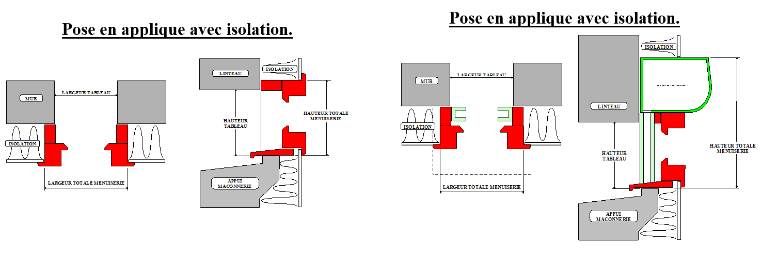 Pose en applique avec isolation.
MUR
LARGEUR TABLEAU
ISOLATION
LARGEUR TOTALE MENUISERIE
ISOLATION
LINTEAU
HAUTEUR
TABLEAU
HAUTEUR TOTALE
MENUISERIE
APPUI
MACONNERIE
Pose en applique avec isolation.
MUR
LARGEUR TABLEAU
ISOLATION
LARGEUR TOTALE MENUISERIE
ISOLATION
LINTEAU
HAUTEUR
TABLEAU
HAUTEUR TOTALE
MENUISERIE
APPUI
MACONNERIE